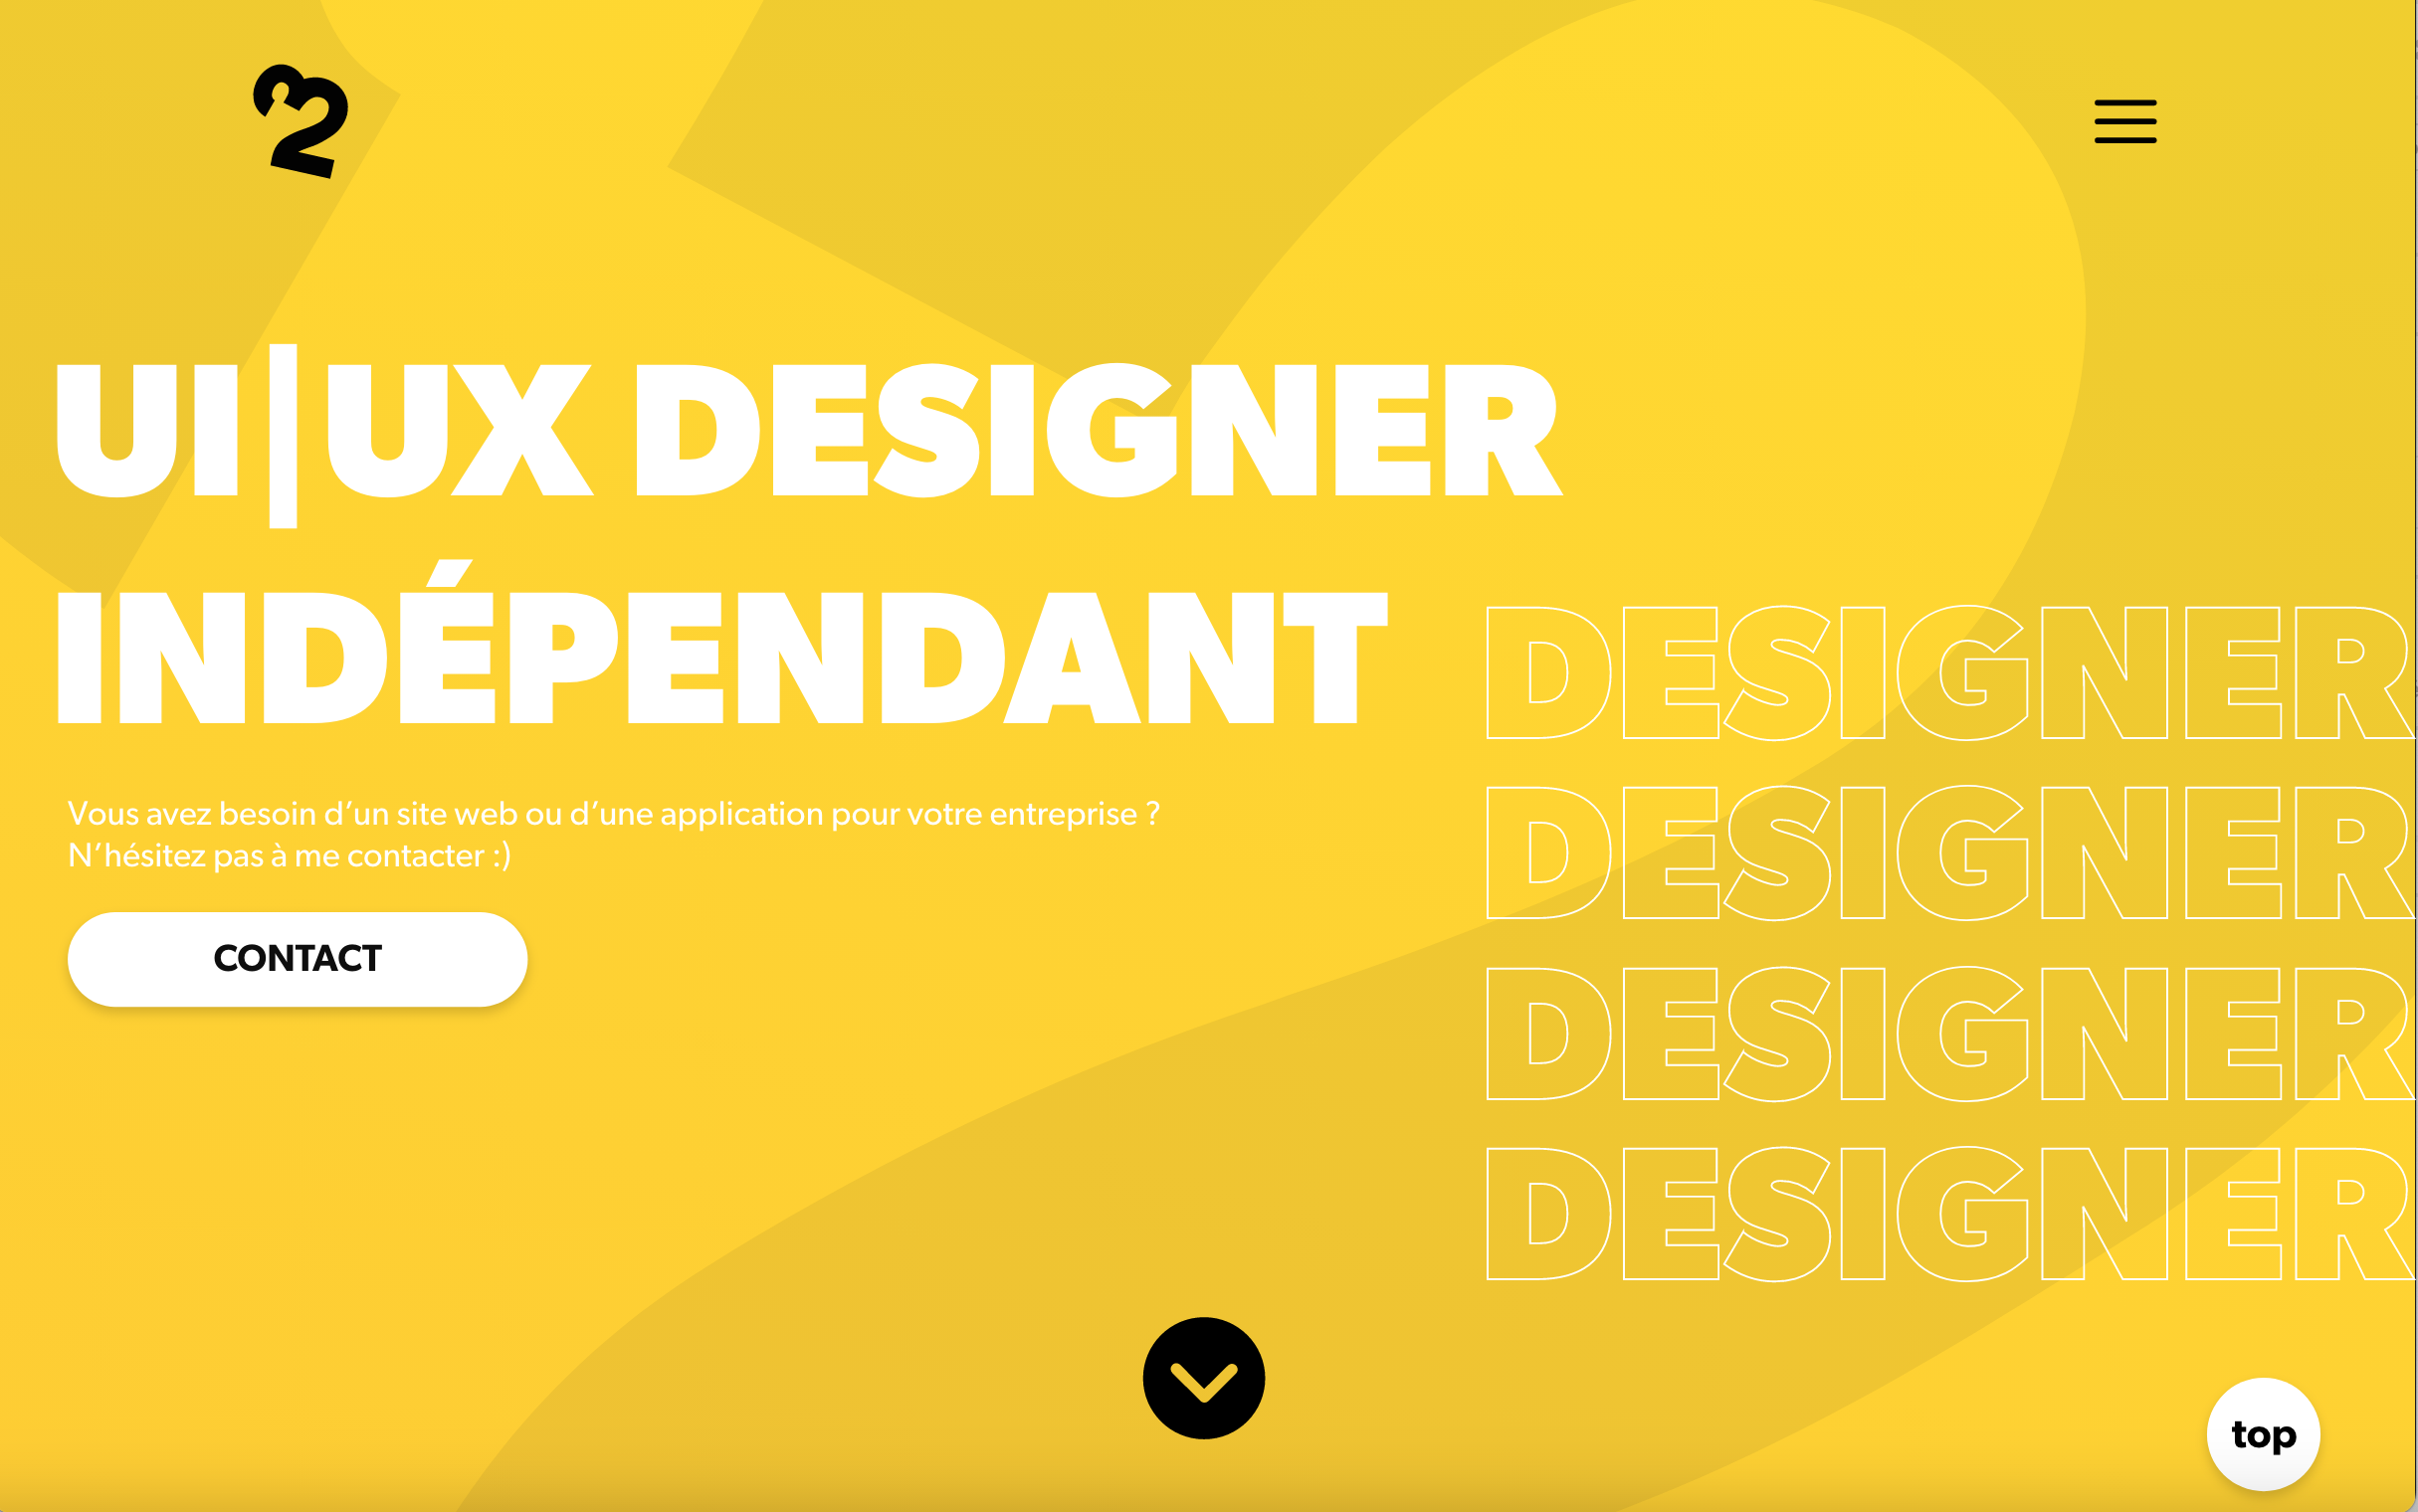 23
UI|UX DESIGNER
INDÉPENDANT
Vous avez besoin d’un site web ou d’une application pour votre entreprise ?
N’hésitez pas à me contacter :)
CONTACT
DESIGNER
DESIGNER
DESIGNER
DESIGNER
top